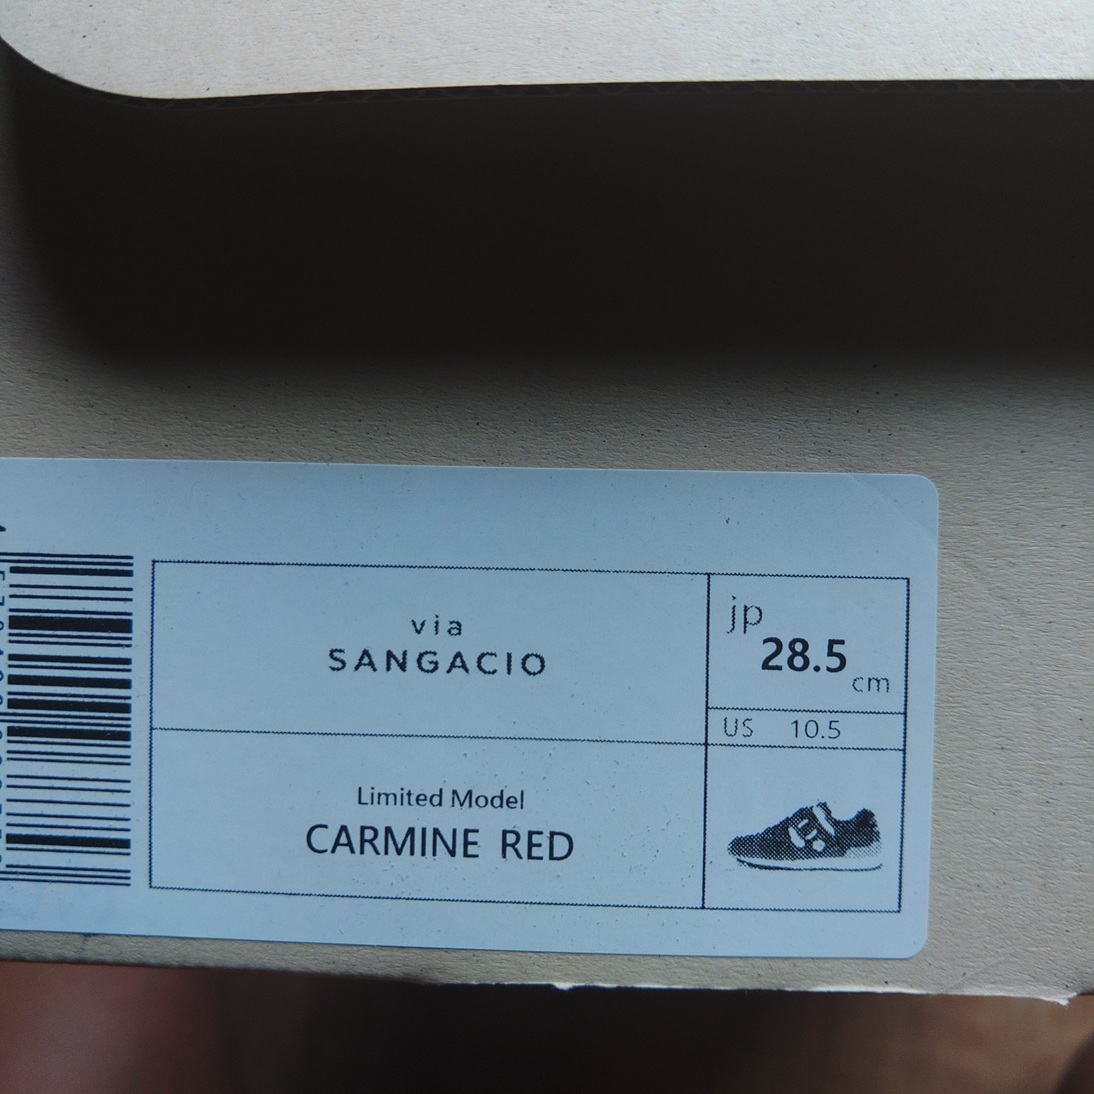 via
SANGACIO
jp
28.5
cm
US 10.5
Limited Model
CARMINE RED